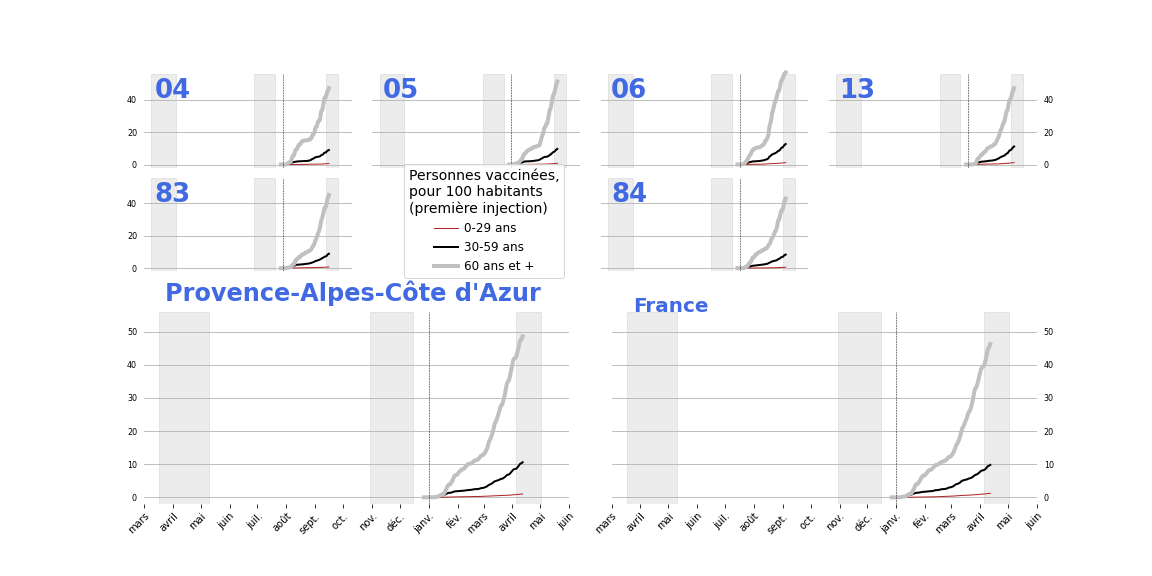 04
05
06
13
40
20
0
40
20
0
83
84
40
20
0
Personnes vaccinées,
pour 100 habitants
(première injection)
0-29 ans
30-59 ans
60 ans et +
Provence-Alpes-Côte d'Azur
France
50
40
30
20
10
0
50
40
30
20
10
0
mars avril mai juin juil. août sept. oct. nov. déc. janv. fév. mars avril mai juin
mars avril mai juin juil. août sept. oct. nov. déc. janv. fév. mars avril mai juin